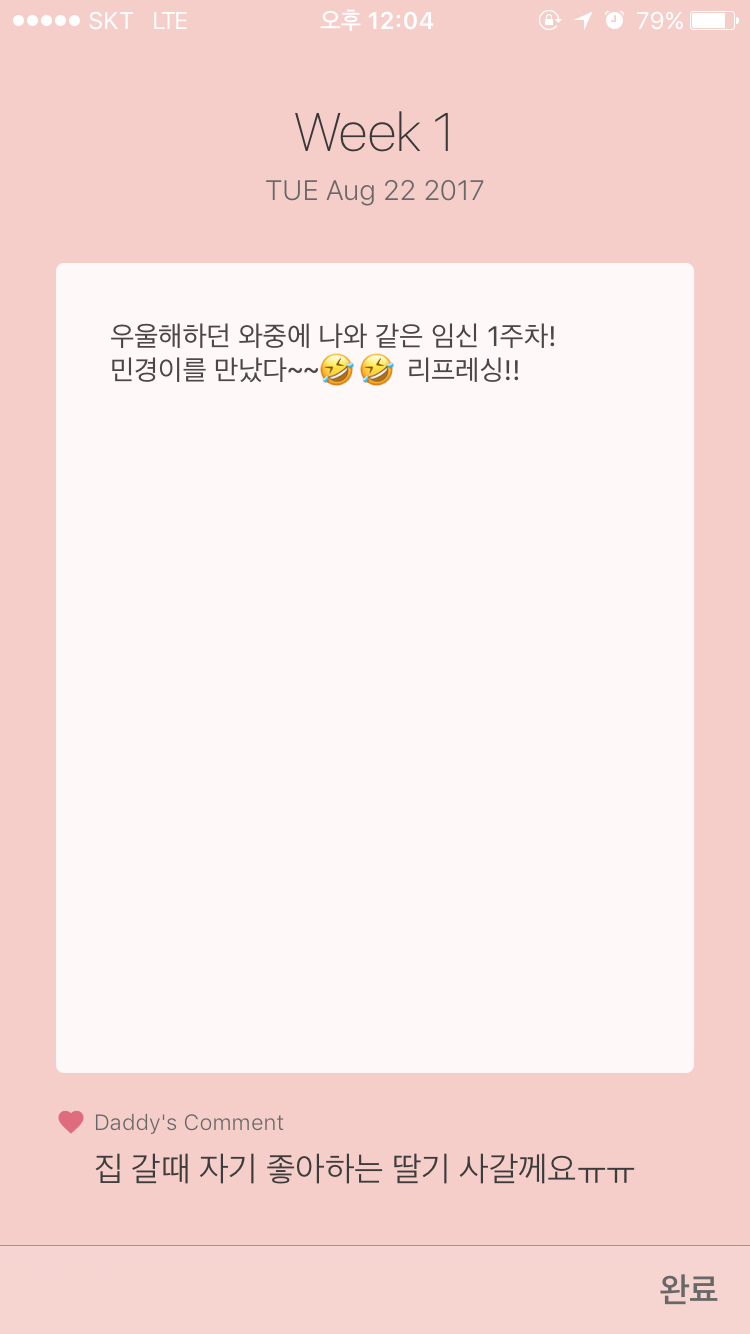 SKT LTE 오후 12:04 79%
Week 1
TUE Aug 22 2017
우울해하던 와중에 나와 같은 임신 1주차!
민경이를 만났다~~🤣🤣 리프레싱!!
Daddy's Comment
집 갈때 자기 좋아하는 딸기 사갈께요ㅠㅠ
완료